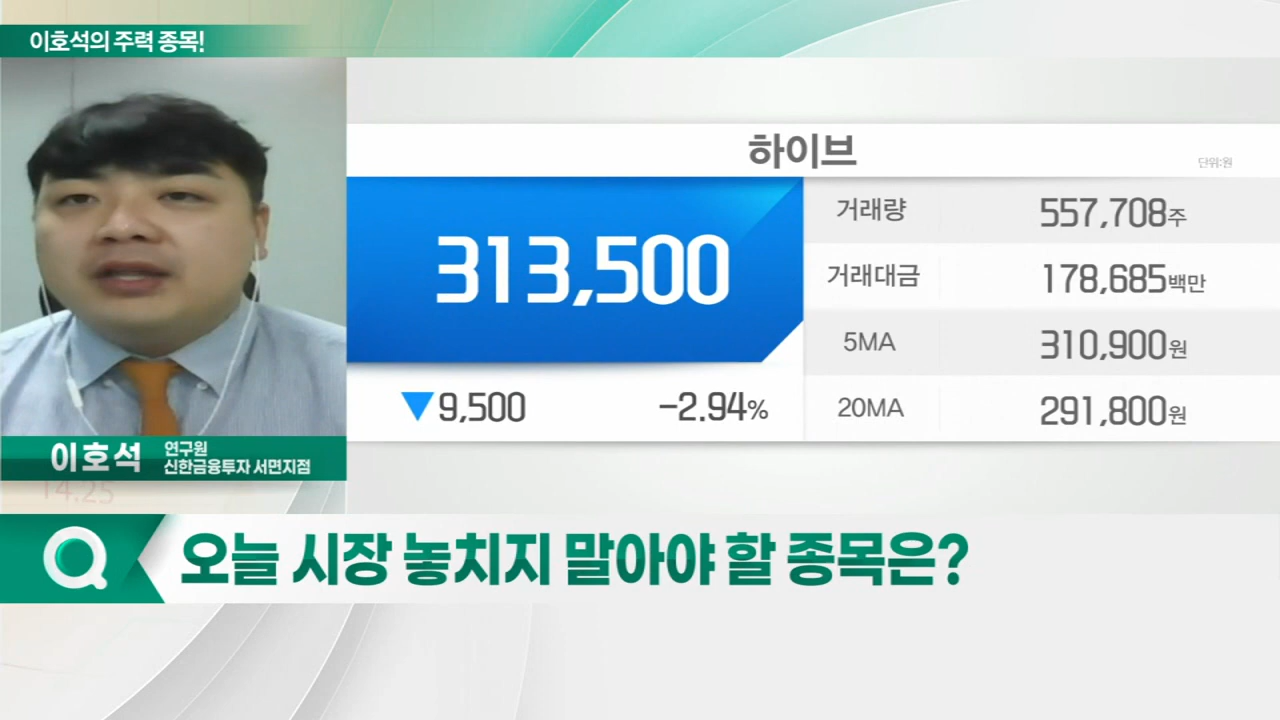 이호석의 주력 종목!
하이브
단위:원
313,500
▼9,500 -2.94%
거래량 557,708주
거래대금 178,685백만
5MA 310,900원
20MA 291,800원
이호석 연구원
신한금융투자 서면지점
14.25
Q 오늘 시장 놓치지 말아야 할 종목은?